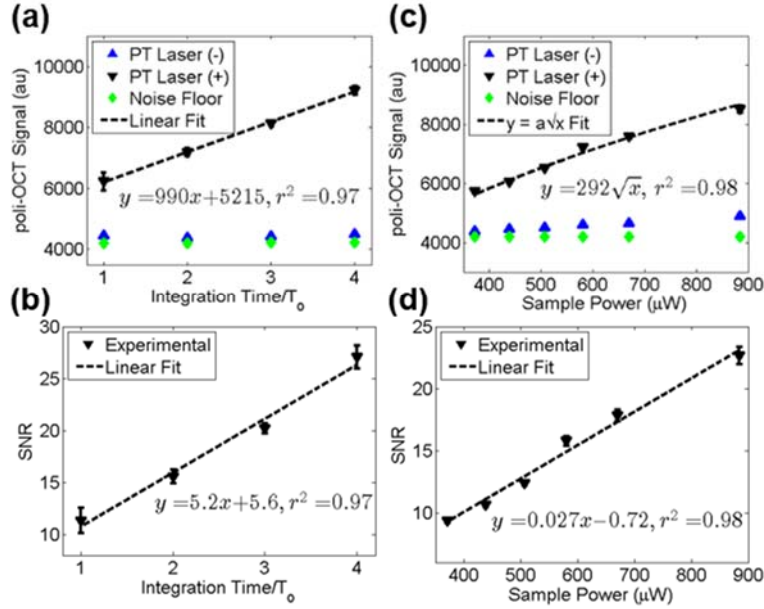 (a)
poli-OCT Signal (au)
10000
8000
6000
4000
PT Laser (-)
PT Laser (+)
Noise Floor
Linear Fit
y =990x+5215, r² =0.97
1 2 3 4
Integration Time/T₀
(c)
poli-OCT Signal (au)
10000
8000
6000
4000
PT Laser (-)
PT Laser (+)
Noise Floor
y = a√x Fit
y =292√x, r² =0.98
400 500 600 700 800 900
Sample Power (μW)
(b)
SNR
30
25
20
15
10
Experimental
Linear Fit
y =5.2x+5.6, r² =0.97
1 2 3 4
Integration Time/T₀
(d)
SNR
25
20
15
10
Experimental
Linear Fit
y =0.027x−0.72, r² =0.98
400 500 600 700 800 900
Sample Power (μW)